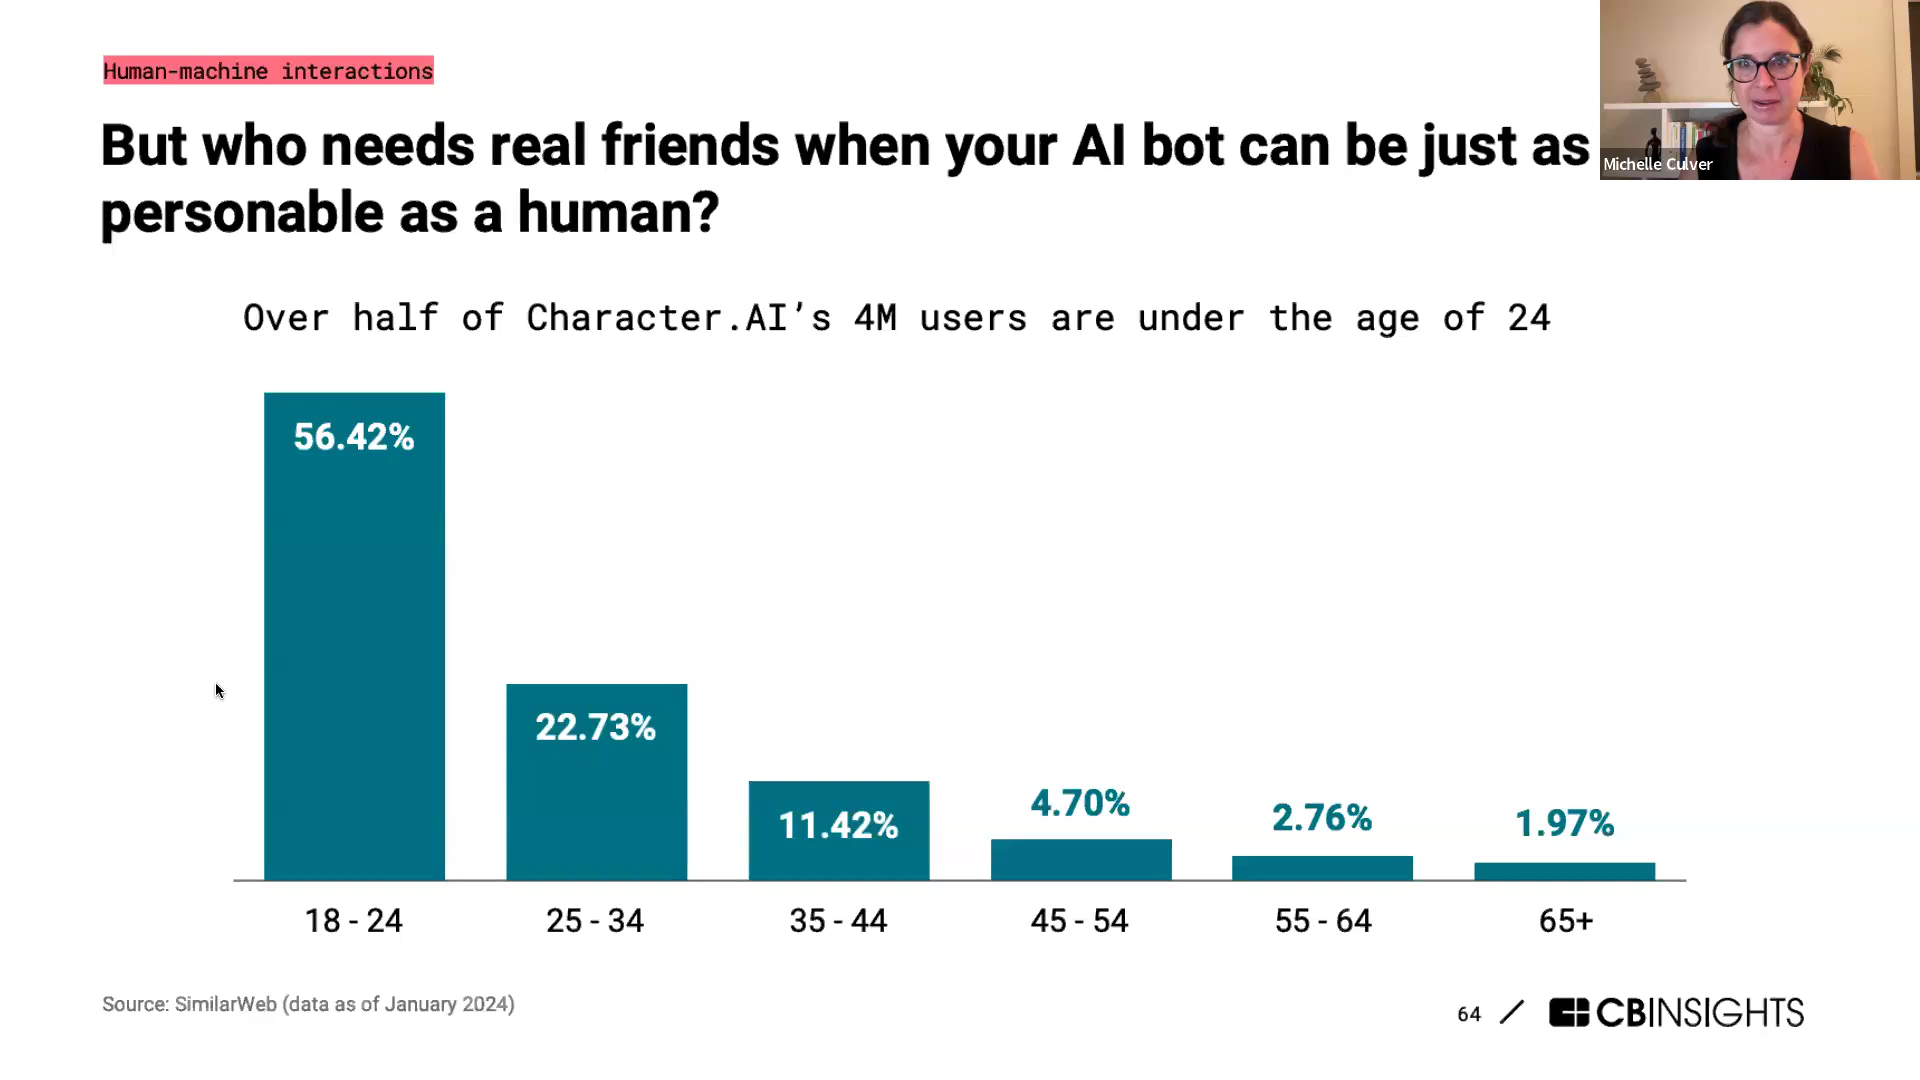 Human-machine interactions
But who needs real friends when your AI bot can be just as
personable as a human?
Michelle Culver
Over half of Character.AI’s 4M users are under the age of 24
56.42%
22.73%
11.42%
4.70%
2.76%
1.97%
18 - 24
25 - 34
35 - 44
45 - 54
55 - 64
65+
Source: SimilarWeb (data as of January 2024)
64 /
CBINSIGHTS